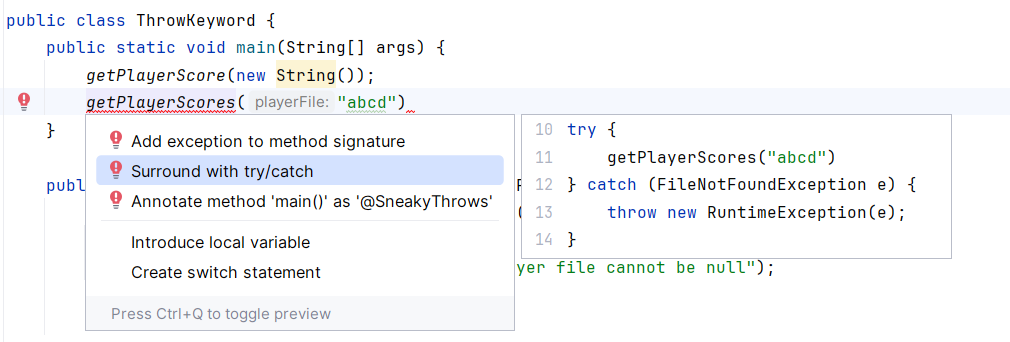 public class ThrowKeyword {
public static void main(String[] args) {
getPlayerScore(new String());
getPlayerScores( playerFile: "abcd")
}
Add exception to method signature
Surround with try/catch
Annotate method 'main()' as '@SneakyThrows'
Introduce local variable
Create switch statement
Press Ctrl+Q to toggle preview
10 try {
11 getPlayerScores("abcd")
12 } catch (FileNotFoundException e) {
13 throw new RuntimeException(e);
14 }
publ
yer file cannot be null");